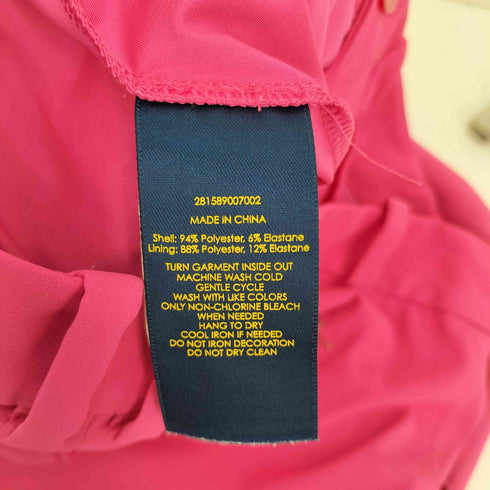 281589007002
MADE IN CHINA
Shell: 94% Polyester, 6% Elastane
Lining: 88% Polyester, 12% Elastane
TURN GARMENT INSIDE OUT
MACHINE WASH COLD
GENTLE CYCLE
WASH WITH LIKE COLORS
ONLY NON-CHLORINE BLEACH
WHEN NEEDED
HANG TO DRY
COOL IRON IF NEEDED
DO NOT IRON DECORATION
DO NOT DRY CLEAN